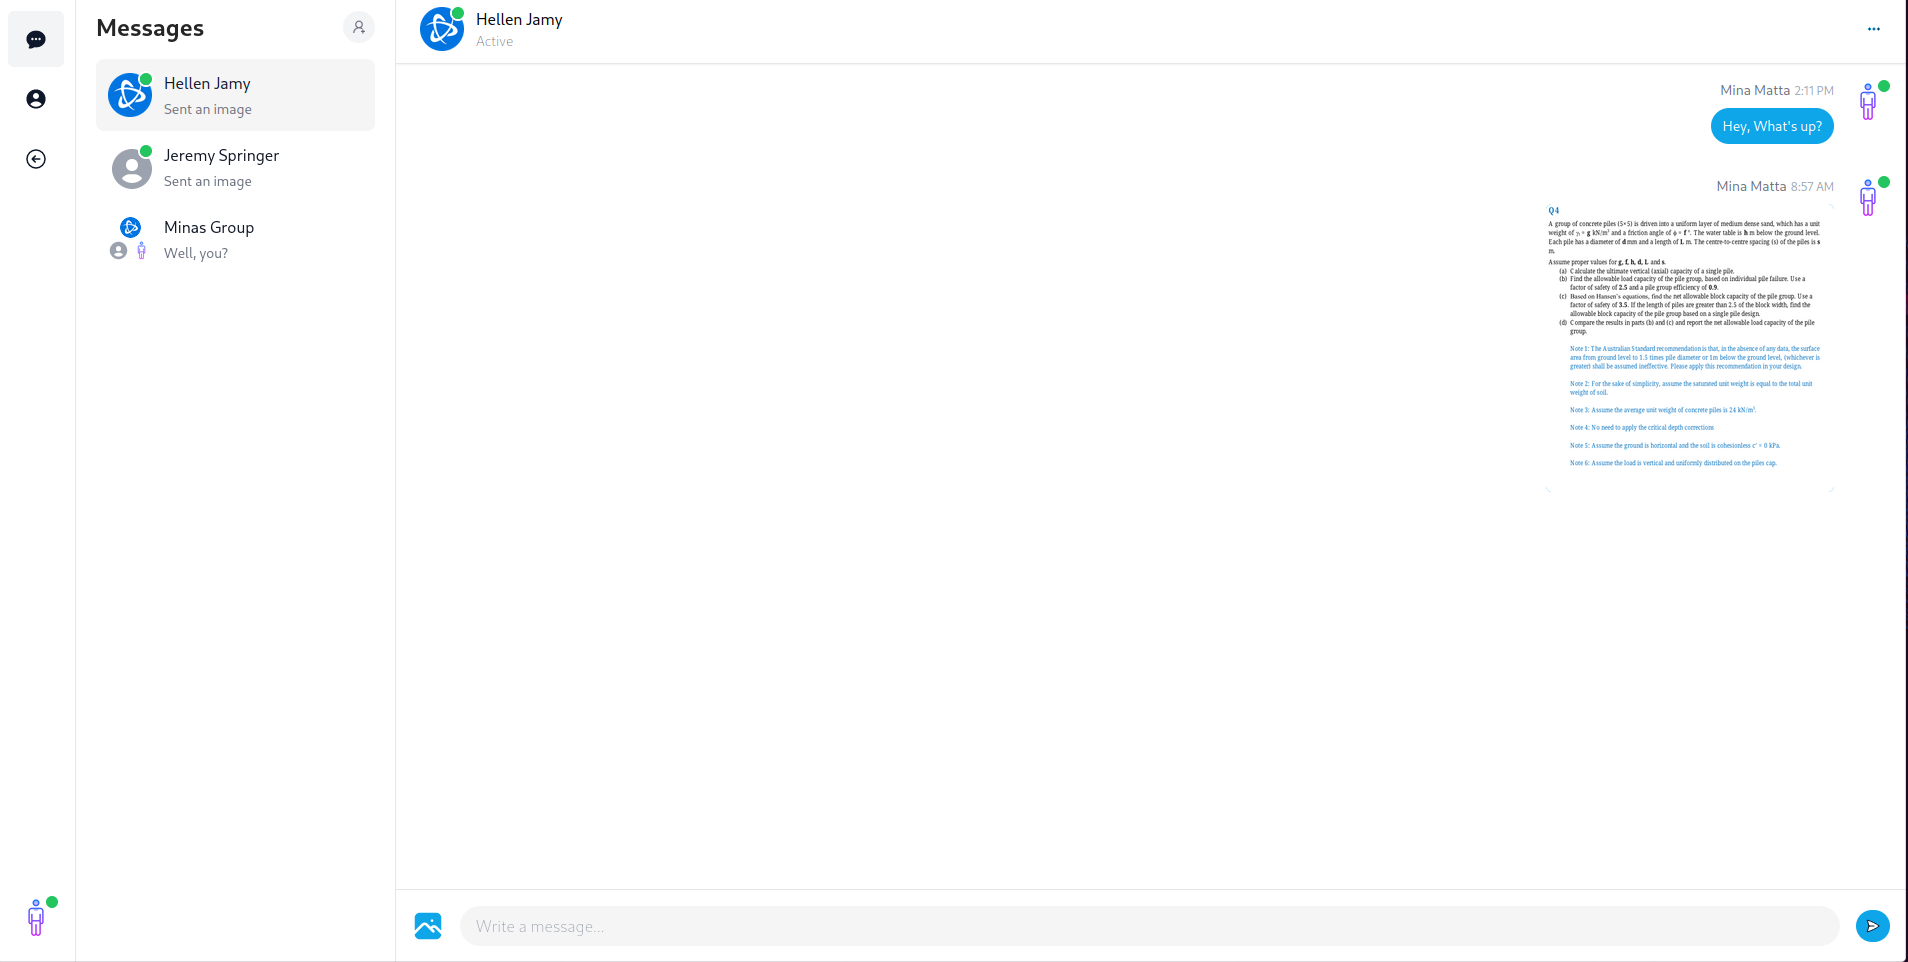 Messages
Hellen Jamy
Sent an image
Jeremy Springer
Sent an image
Minas Group
Well, you?
Hellen Jamy
Active
Mina Matta 2:11 PM
Hey, What's up?
Mina Matta 8:57 AM
Q4
A group of concrete piles (5×5) is driven into a uniform layer of medium dense sand, which has a unit
weight of γₜ = g kN/m³ and a friction angle of ϕ = f°. The water table is h m below the ground level.
Each pile has a diameter of d mm and a length of L m. The centre-to-centre spacing (s) of the piles is s
m.
Assume proper values for g, f, h, d, L and s.
(a) Calculate the ultimate vertical (axial) capacity of a single pile.
(b) Find the allowable load capacity of the pile group, based on individual pile failure. Use a
factor of safety of 2.5 and a pile group efficiency of 0.9.
(c) Based on Hansen's equations, find the net allowable block capacity of the pile group. Use a
factor of safety of 3.5. If the length of piles are greater than 2.5 of the block width, find the
allowable block capacity of the pile group based on a single pile design.
(d) Compare the results in parts (b) and (c) and report the net allowable load capacity of the pile
group.
Note 1: The Australian Standard recommendation is that, in the absence of any data, the surface
area from ground level to 1.5 times pile diameter or 1m below the ground level, (whichever is
greater) shall be assumed ineffective. Please apply this recommendation in your design.
Note 2: For the sake of simplicity, assume the saturated unit weight is equal to the total unit
weight of soil.
Note 3: Assume the average unit weight of concrete piles is 24 kN/m³.
Note 4: No need to apply the critical depth corrections
Note 5: Assume the ground is horizontal and the soil is cohesionless c' = 0 kPa.
Note 6: Assume the load is vertical and uniformly distributed on the piles cap.
Write a message...